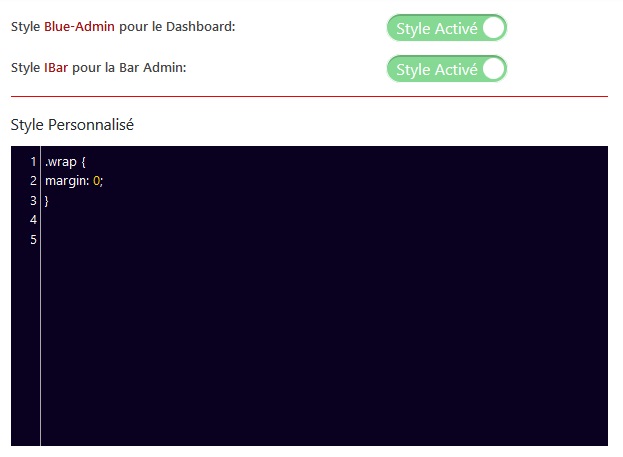 Style Blue-Admin pour le Dashboard:
Style Activé
Style IBar pour la Bar Admin:
Style Activé
Style Personnalisé
1 .wrap {
2 margin: 0;
3 }
4
5